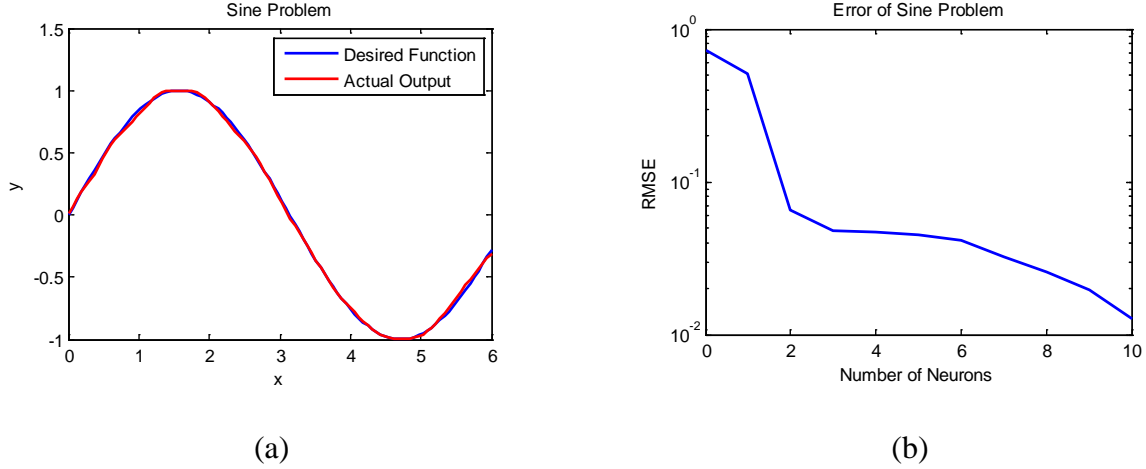 Sine Problem
1.5
1
0.5
0
-0.5
-1
y
0 1 2 3 4 5 6
x
Desired Function
Actual Output
(a)
Error of Sine Problem
10^0
10^-1
10^-2
RMSE
0 2 4 6 8 10
Number of Neurons
(b)